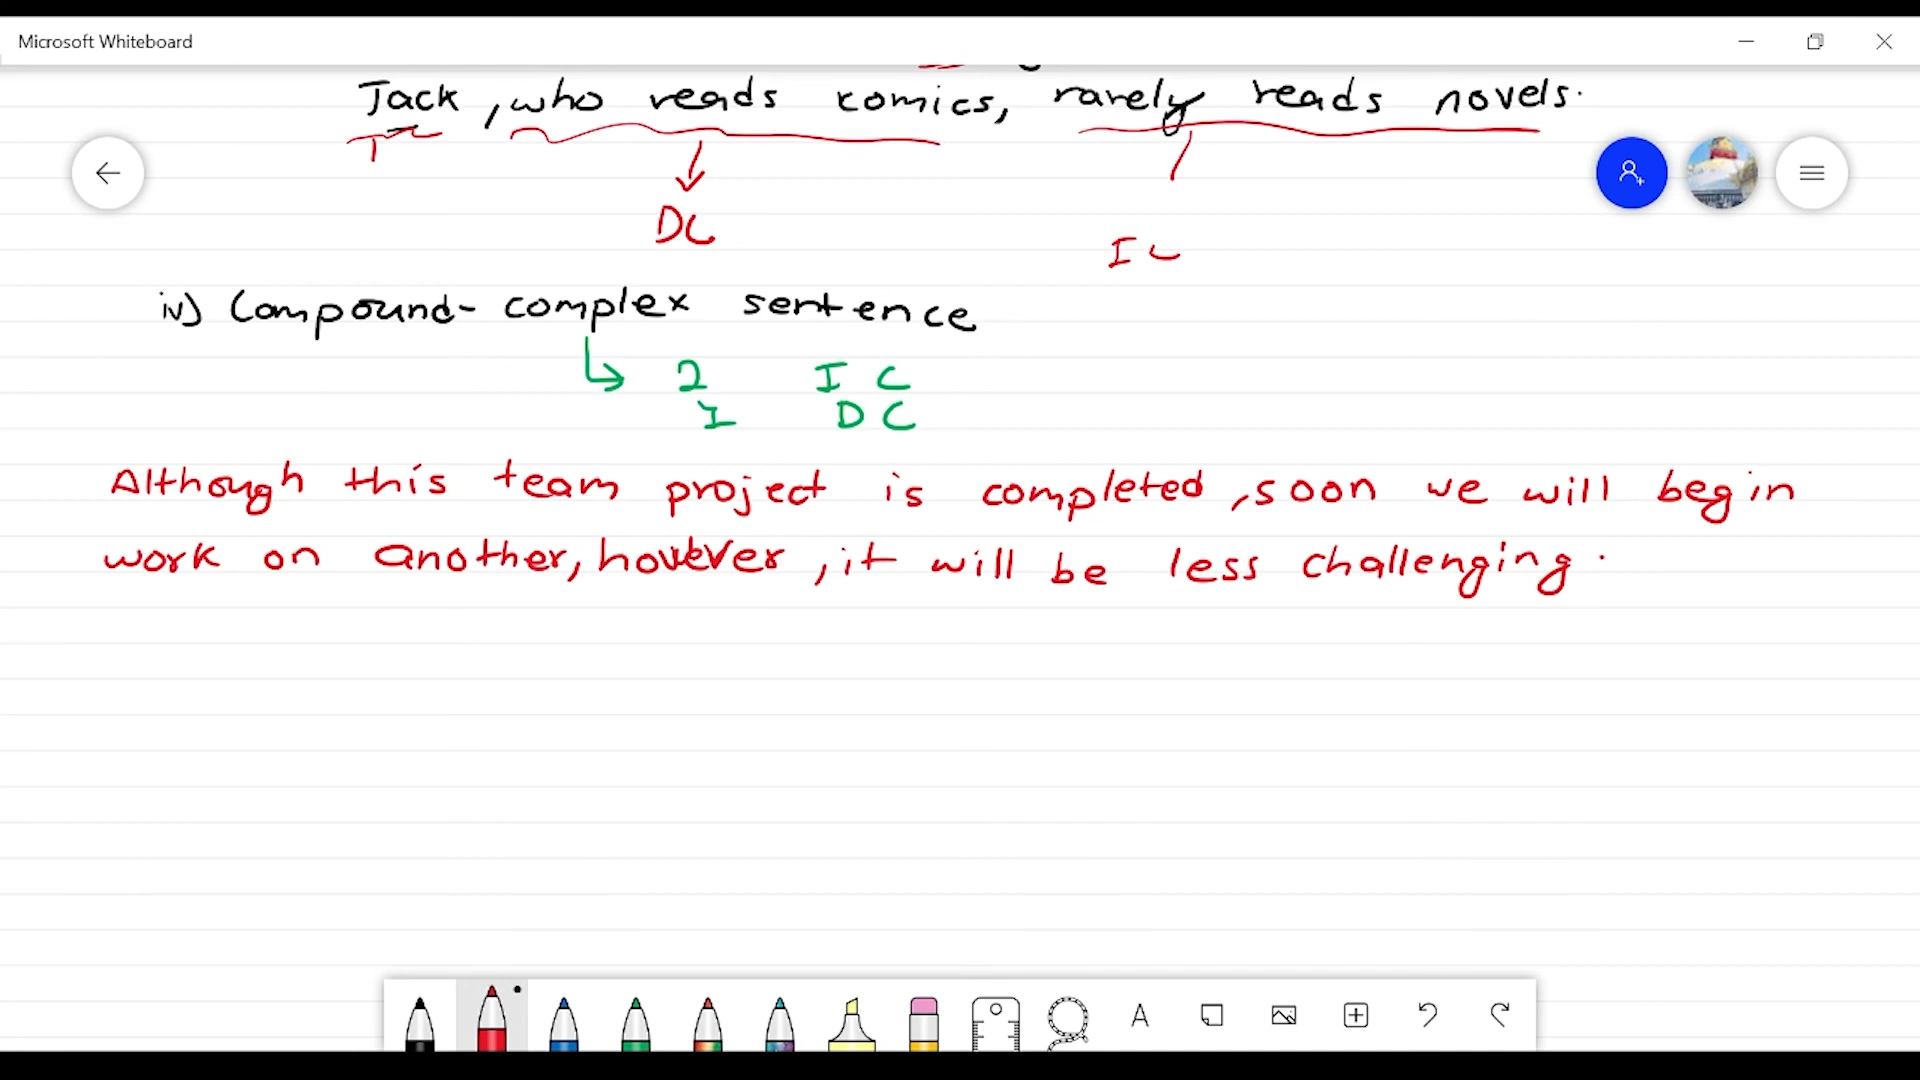 Microsoft Whiteboard
Jack, who reads comics, rarely reads novels.
DC
IC
iv) Compound-complex sentence
2 IC
1 DC
Although this team project is completed, soon we will begin
work on another, however, it will be less challenging.
A